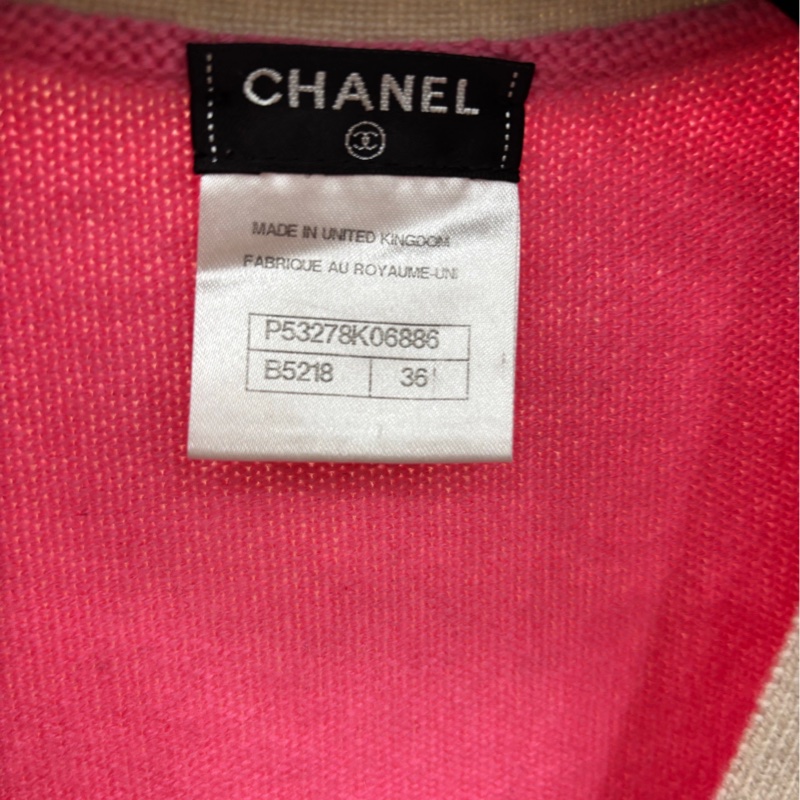 CHANEL
MADE IN UNITED KINGDOM
FABRIQUE AU ROYAUME-UNI
P53278K06886
B5218 36